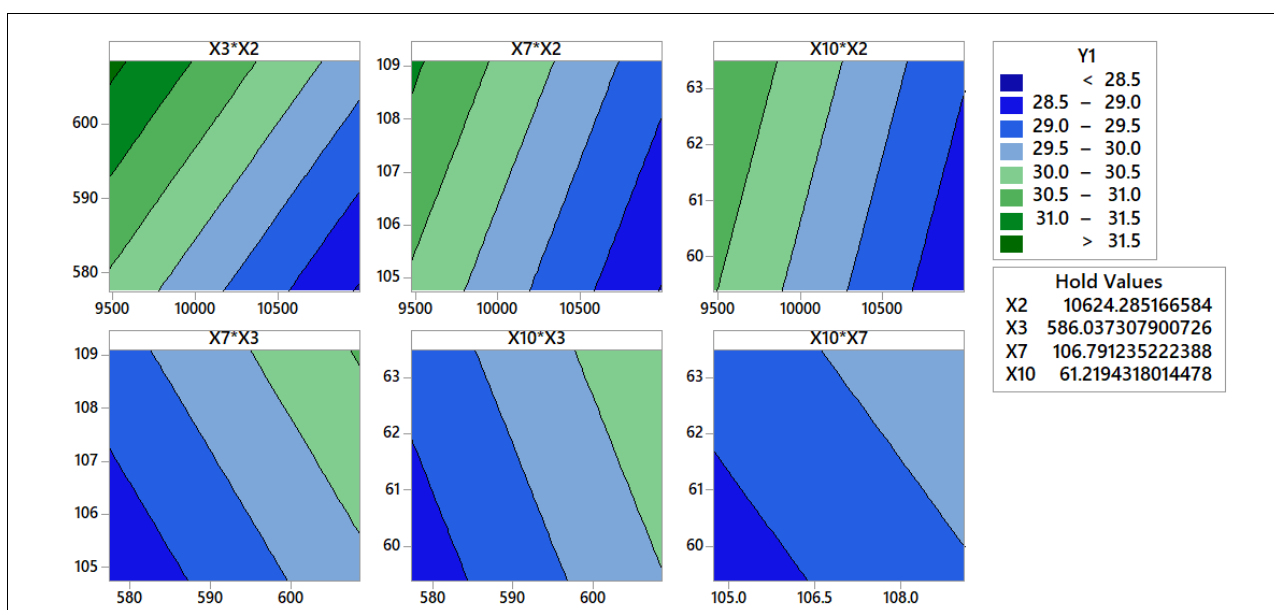 X3*X2
X7*X2
X10*X2
600
590
580
9500 10000 10500
109
108
107
106
105
9500 10000 10500
63
62
61
60
9500 10000 10500
X7*X3
X10*X3
X10*X7
109
108
107
106
105
580 590 600
63
62
61
60
580 590 600
63
62
61
60
105.0 106.5 108.0
Y1
< 28.5
28.5 – 29.0
29.0 – 29.5
29.5 – 30.0
30.0 – 30.5
30.5 – 31.0
31.0 – 31.5
> 31.5
Hold Values
X2 10624.285166584
X3 586.037307900726
X7 106.791235222388
X10 61.2194318014478